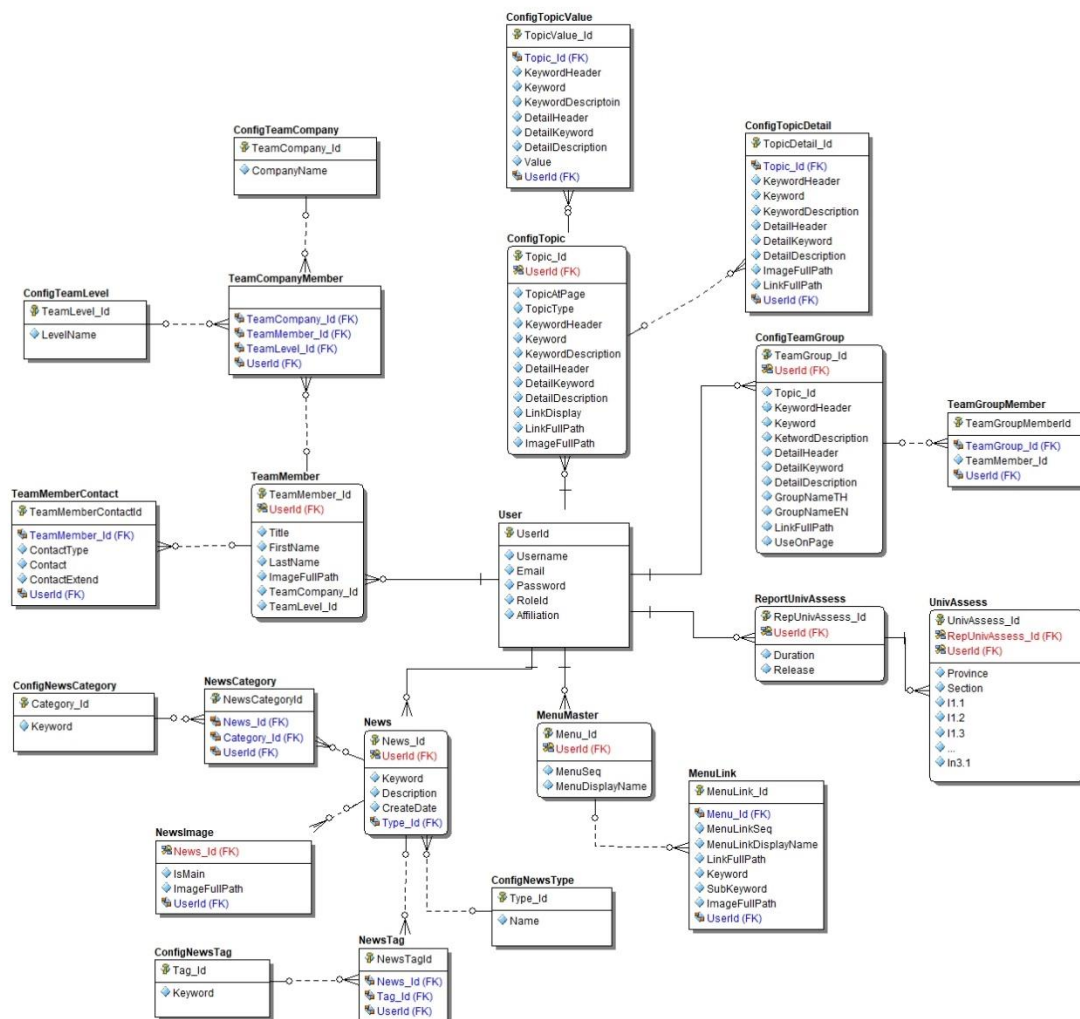 ConfigTopicValue
TopicValue_Id
Topic_Id (FK)
KeywordHeader
Keyword
KeywordDescriptoin
DetailHeader
DetailKeyword
DetailDescription
Value
UserId (FK)
ConfigTopicDetail
TopicDetail_Id
Topic_Id (FK)
KeywordHeader
Keyword
KeywordDescription
DetailHeader
DetailKeyword
DetailDescription
ImageFullPath
LinkFullPath
UserId (FK)
ConfigTeamCompany
TeamCompany_Id
CompanyName
ConfigTopic
Topic_Id
UserId (FK)
TopicAtPage
TopicType
KeywordHeader
Keyword
KeywordDescription
DetailHeader
DetailKeyword
DetailDescription
LinkDisplay
LinkFullPath
ImageFullPath
TeamCompanyMember
TeamCompany_Id (FK)
TeamMember_Id (FK)
TeamLevel_Id (FK)
UserId (FK)
ConfigTeamLevel
TeamLevel_Id
LevelName
ConfigTeamGroup
TeamGroup_Id
UserId (FK)
Topic_Id
KeywordHeader
Keyword
KetwordDescription
DetailHeader
DetailKeyword
DetailDescription
GroupNameTH
GroupNameEN
LinkFullPath
UseOnPage
TeamGroupMember
TeamGroupMemberId
TeamGroup_Id (FK)
TeamMember_Id
UserId (FK)
TeamMember
TeamMember_Id
UserId (FK)
Title
FirstName
LastName
ImageFullPath
TeamCompany_Id
TeamLevel_Id
TeamMemberContact
TeamMemberContactId
TeamMember_Id (FK)
ContactType
Contact
ContactExtend
UserId (FK)
User
UserId
Username
Email
Password
RoleId
Affiliation
ReportUnivAssess
RepUnivAssess_Id
UserId (FK)
Duration
Release
UnivAssess
UnivAssess_Id
RepUnivAssess_Id (FK)
UserId (FK)
Province
Section
I1.1
I1.2
I1.3
...
In3.1
ConfigNewsCategory
Category_Id
Keyword
NewsCategory
NewsCategoryId
News_Id (FK)
Category_Id (FK)
UserId (FK)
News
News_Id
UserId (FK)
Keyword
Description
CreateDate
Type_Id (FK)
MenuMaster
Menu_Id
UserId (FK)
MenuSeq
MenuDisplayName
MenuLink
MenuLink_Id
Menu_Id (FK)
MenuLinkSeq
MenuLinkDisplayName
LinkFullPath
Keyword
SubKeyword
ImageFullPath
UserId (FK)
NewsImage
News_Id (FK)
IsMain
ImageFullPath
UserId (FK)
ConfigNewsType
Type_Id
Name
ConfigNewsTag
Tag_Id
Keyword
NewsTag
NewsTagId
News_Id (FK)
Tag_Id (FK)
UserId (FK)